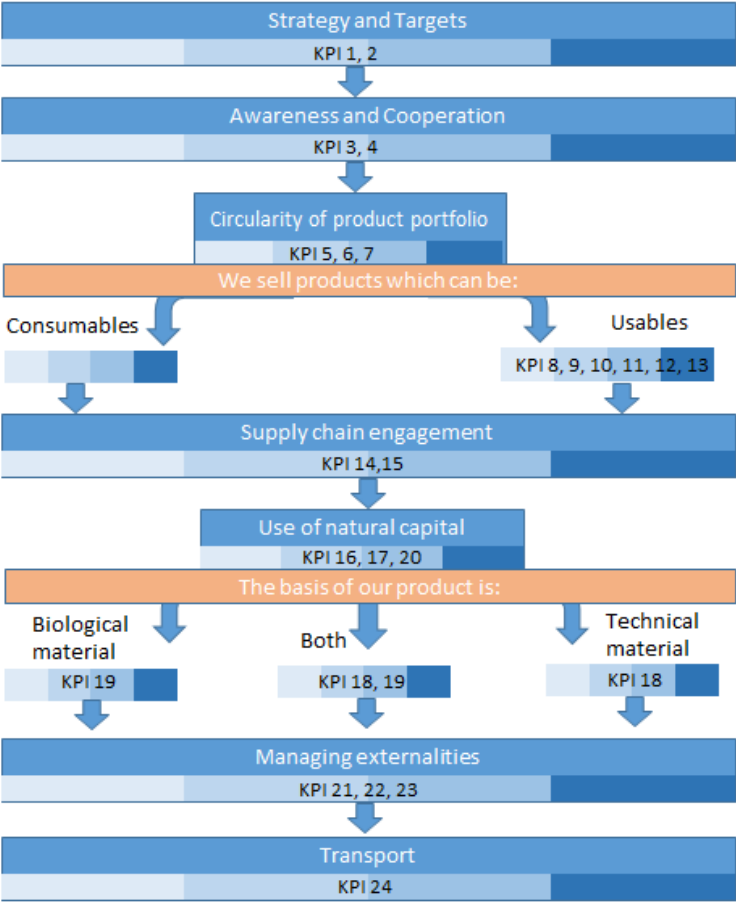 Strategy and Targets
KPI 1, 2
Awareness and Cooperation
KPI 3, 4
Circularity of product portfolio
KPI 5, 6, 7
We sell products which can be:
Consumables
Usables
KPI 8, 9, 10, 11, 12, 13
Supply chain engagement
KPI 14,15
Use of natural capital
KPI 16, 17, 20
The basis of our product is:
Biological
material
KPI 19
Both
KPI 18, 19
Technical
material
KPI 18
Managing externalities
KPI 21, 22, 23
Transport
KPI 24